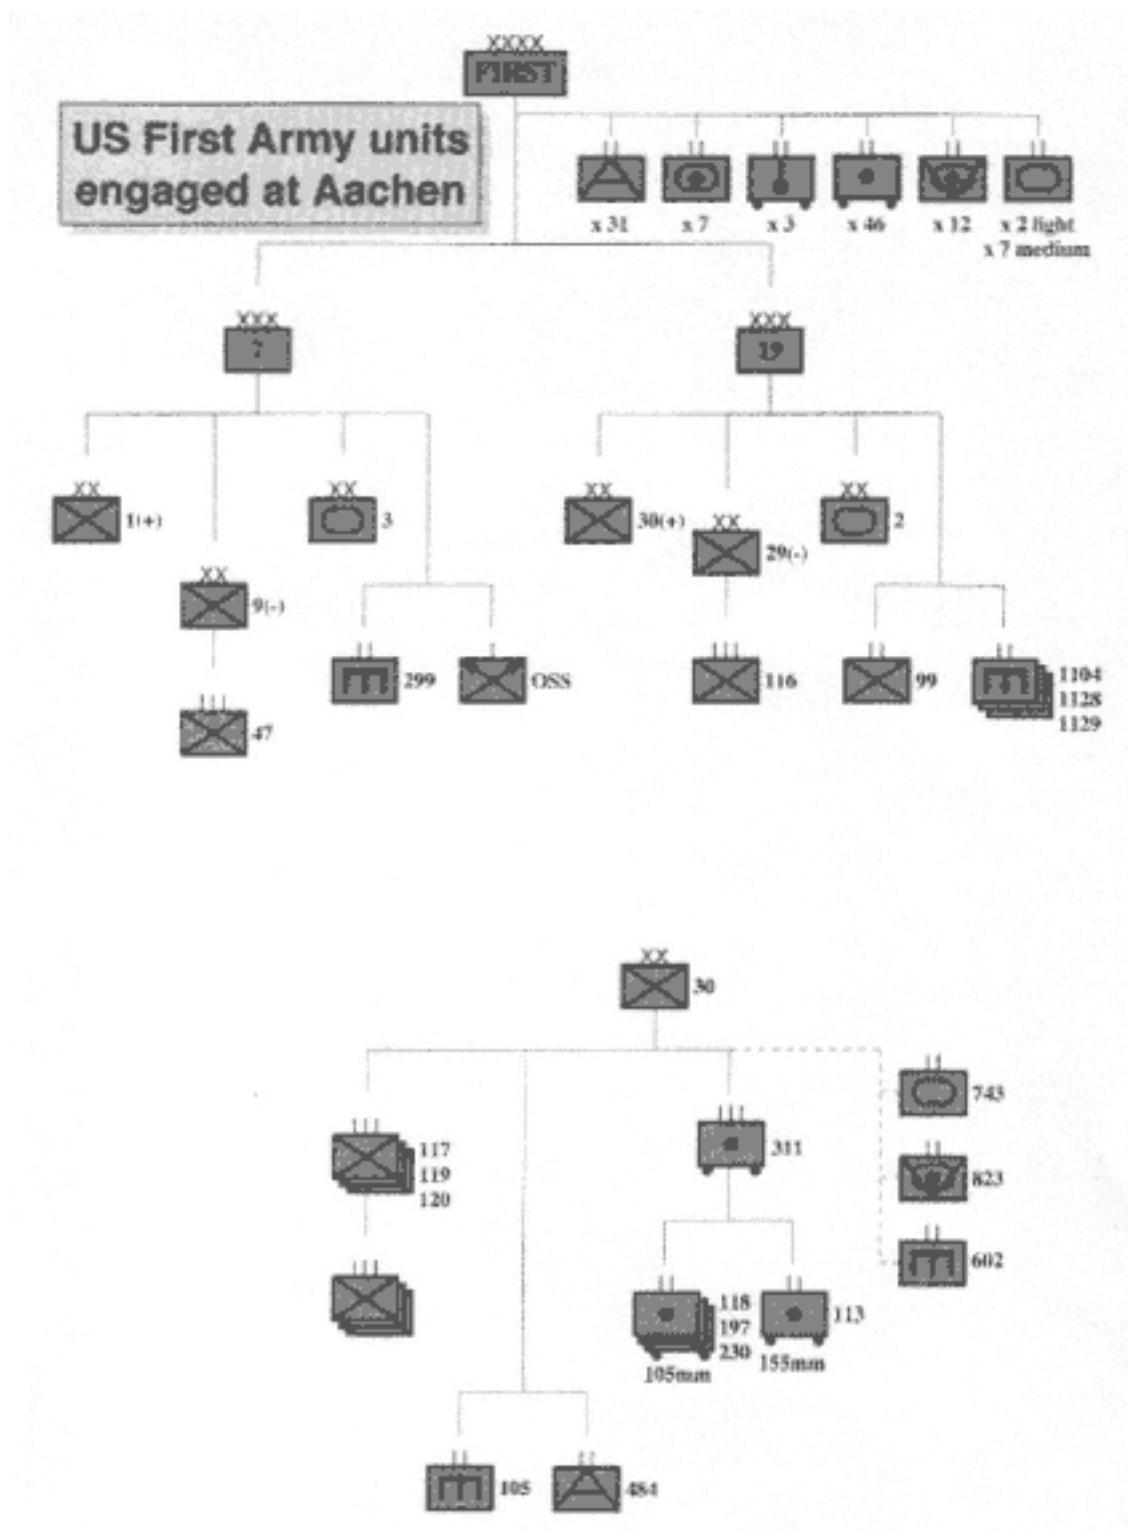 XXXX
FIRST
US First Army units
engaged at Aachen
x 31
x 7
x 3
x 46
x 12
x 2 light
x 7 medium
XXX
7
XXX
19
XX
1(+)
XX
3
XX
30(+)
XX
2
XX
9(-)
XX
29(-)
299
OSS
116
99
1104
1128
1129
47
XX
30
743
117
119
120
311
823
602
118
197
230
105mm
113
155mm
105
484